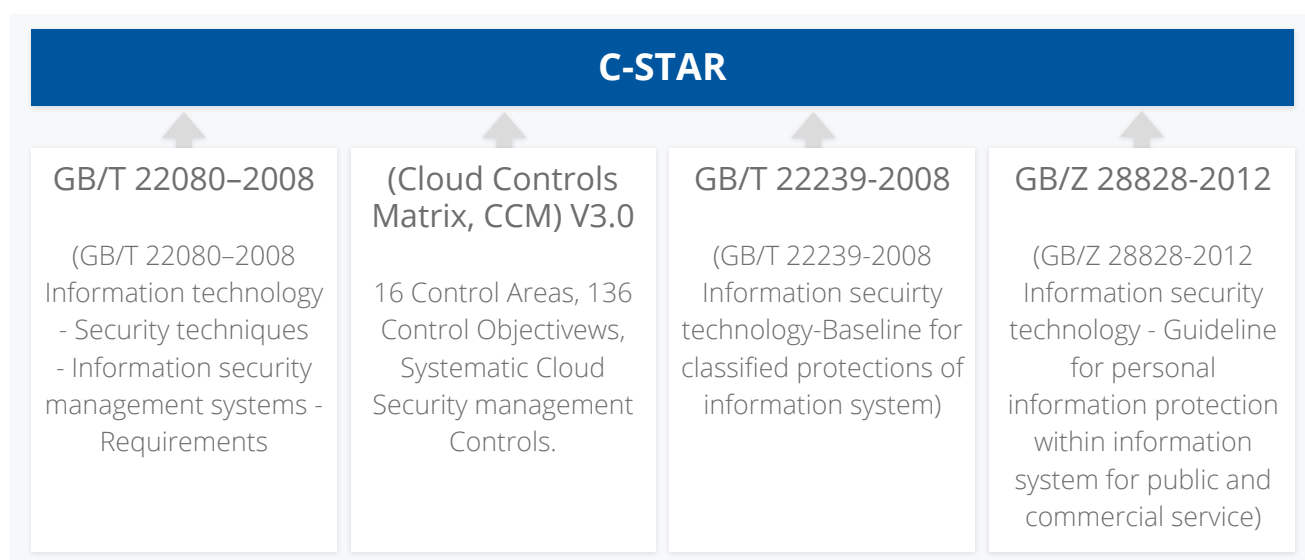 C-STAR
GB/T 22080–2008
(GB/T 22080–2008
Information technology
- Security techniques
- Information security
management systems -
Requirements
(Cloud Controls
Matrix, CCM) V3.0
16 Control Areas, 136
Control Objectivews,
Systematic Cloud
Security management
Controls.
GB/T 22239-2008
(GB/T 22239-2008
Information secuirty
technology-Baseline for
classified protections of
information system)
GB/Z 28828-2012
(GB/Z 28828-2012
Information security
technology - Guideline
for personal
information protection
within information
system for public and
commercial service)